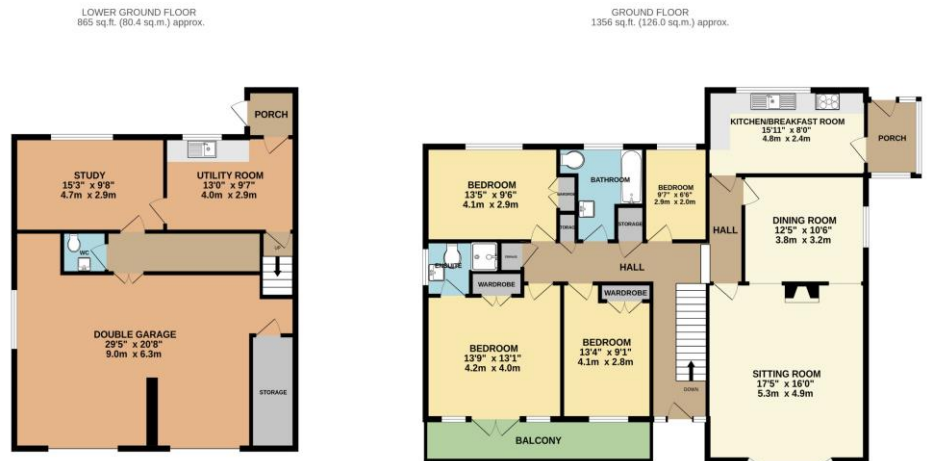 LOWER GROUND FLOOR
865 sq.ft. (80.4 sq.m.) approx.
PORCH
STUDY
15'3" x 9'8"
4.7m x 2.9m
UTILITY ROOM
13'0" x 9'7"
4.0m x 2.9m
WC
UP
DOUBLE GARAGE
29'5" x 20'8"
9.0m x 6.3m
STORAGE
GROUND FLOOR
1356 sq.ft. (126.0 sq.m.) approx.
KITCHEN/BREAKFAST ROOM
15'11" x 8'0"
4.8m x 2.4m
PORCH
BEDROOM
13'5" x 9'6"
4.1m x 2.9m
BATHROOM
BEDROOM
9'7" x 6'6"
2.9m x 2.0m
STORAGE
HALL
DINING ROOM
12'5" x 10'6"
3.8m x 3.2m
ENSUITE
HALL
WARDROBE
WARDROBE
BEDROOM
13'9" x 13'1"
4.2m x 4.0m
BEDROOM
13'4" x 9'1"
4.1m x 2.8m
SITTING ROOM
17'5" x 16'0"
5.3m x 4.9m
DOWN
BALCONY